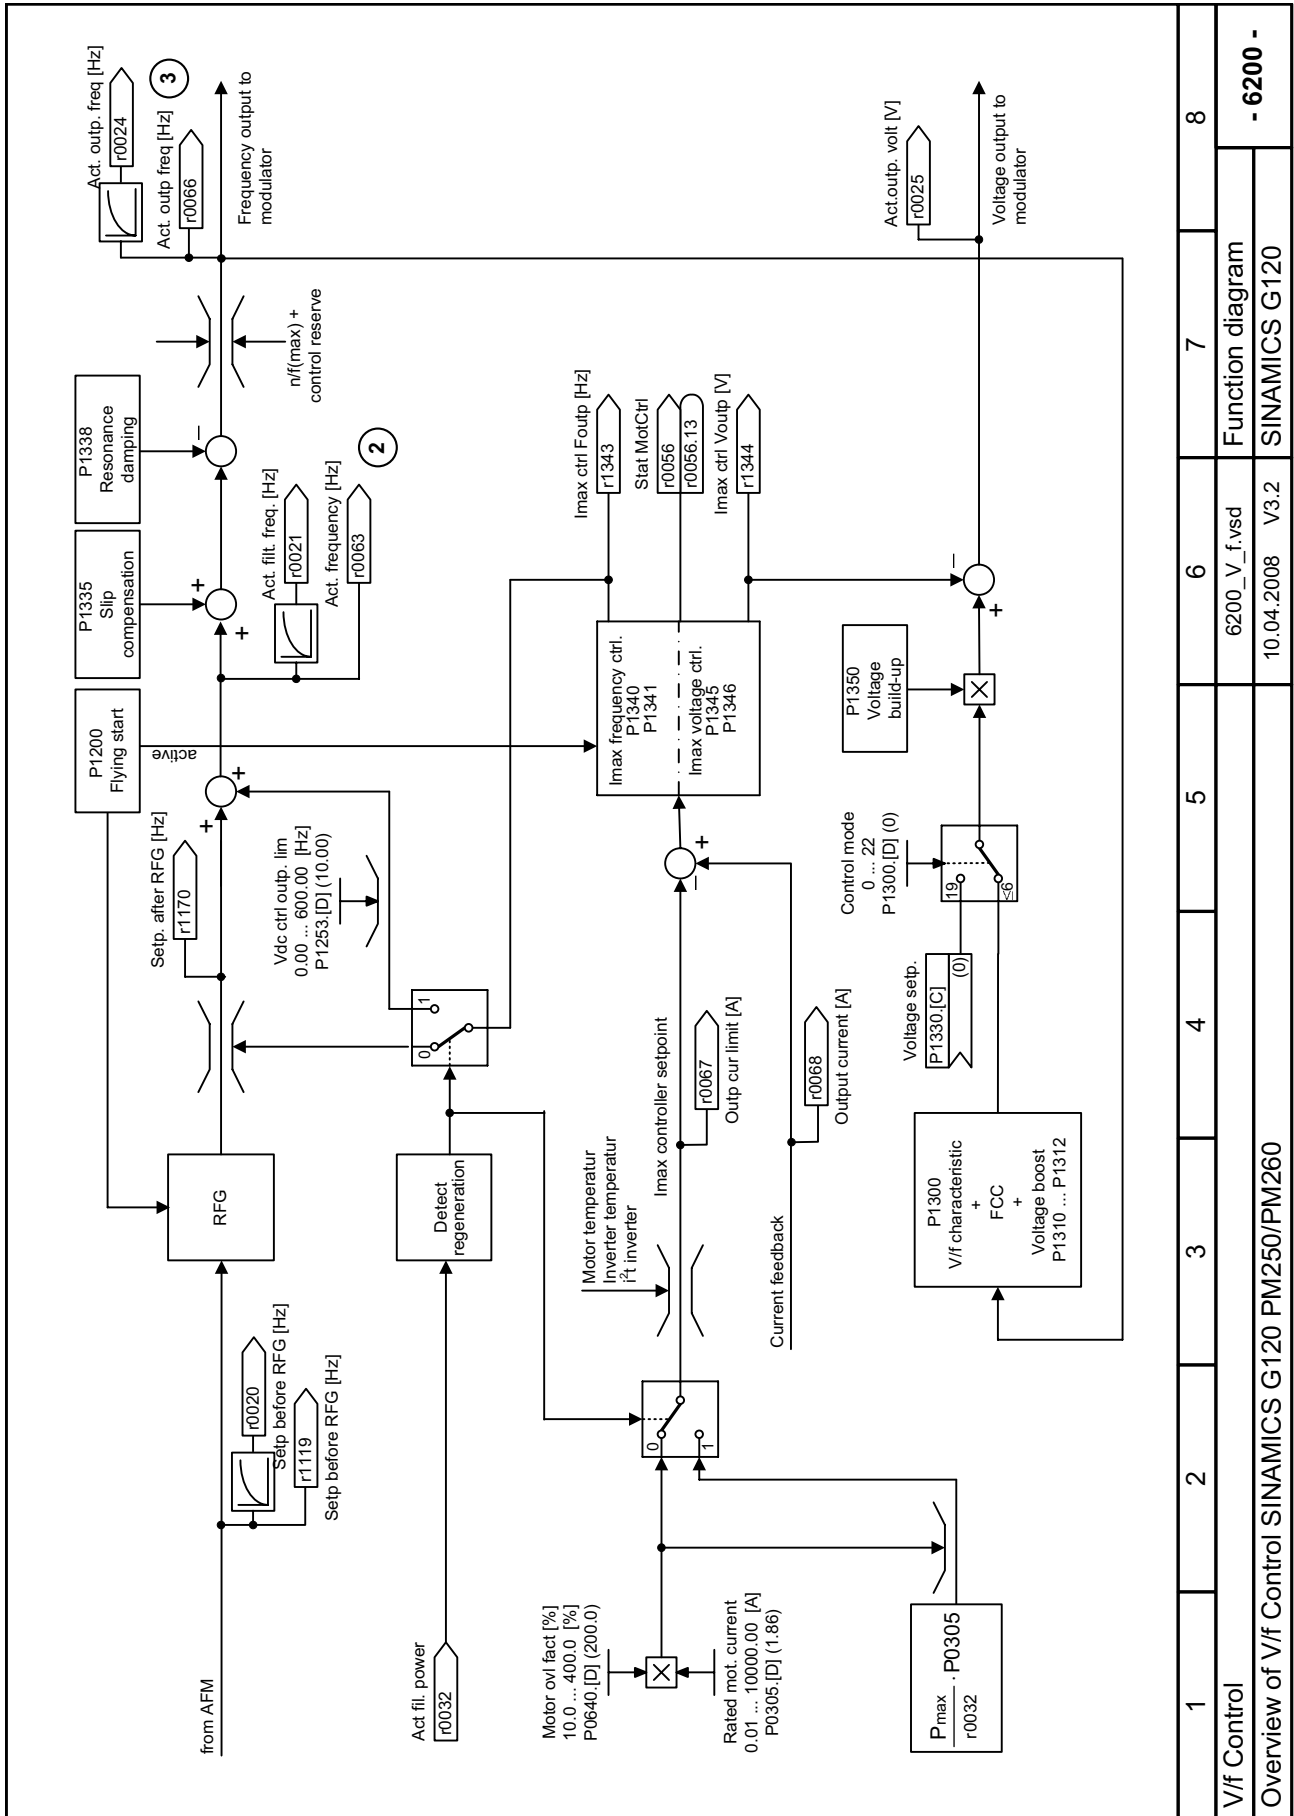 from AFM
r0020
Setp before RFG [Hz]
r1119
Setp before RFG [Hz]
RFG
Setp. after RFG [Hz]
r1170
P1200
Flying start
active
P1335
Slip
compensation
P1338
Resonance
damping
+
+
+
+
–
Act. filt. freq. [Hz]
r0021
Act. frequency [Hz]
r0063
2
n/f(max) +
control reserve
Act. outp. freq [Hz]
r0024
3
Act. outp freq [Hz]
r0066
Frequency output to
modulator
Act fil. power
r0032
Detect
regeneration
0
1
Vdc ctrl outp. lim
0.00 ... 600.00 [Hz]
P1253.[D] (10.00)
Motor ovl fact [%]
10.0 ... 400.0 [%]
P0640.[D] (200.0)
Rated mot. current
0.01 ... 10000.00 [A]
P0305.[D] (1.86)
0
1
Pmax
r0032
· P0305
Motor temperatur
Inverter temperatur
i²t inverter
Imax controller setpoint
r0067
Outp cur limit [A]
Current feedback
r0068
Output current [A]
–
+
Imax frequency ctrl.
P1340
P1341
Imax voltage ctrl.
P1345
P1346
Imax ctrl Foutp [Hz]
r1343
Stat MotCtrl
r0056
r0056.13
Imax ctrl Voutp [V]
r1344
P1300
V/f characteristic
+
FCC
+
Voltage boost
P1310 ... P1312
Voltage setp.
P1330.[C]
(0)
Control mode
0 ... 22
P1300.[D] (0)
19
≤6
P1350
Voltage
build-up
+
–
Act.outp. volt [V]
r0025
Voltage output to
modulator
1 2 3 4 5 6 7 8
V/f Control 6200_V_f.vsd Function diagram - 6200 -
Overview of V/f Control SINAMICS G120 PM250/PM260 10.04.2008 V3.2 SINAMICS G120